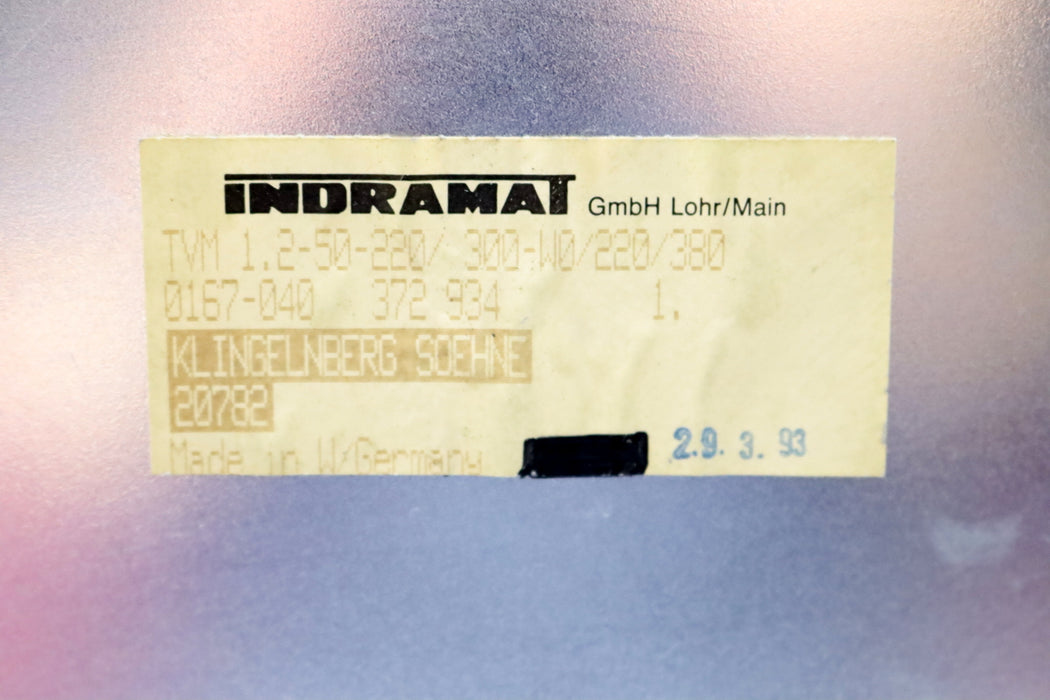 INDRAMAT GmbH Lohr/Main
TVM 1.2-50-220/ 300-W0/220/380
0167-040 372 934 1.
KLINGELNBERG SOEHNE
20782
Made in W/Germany 29. 3. 93